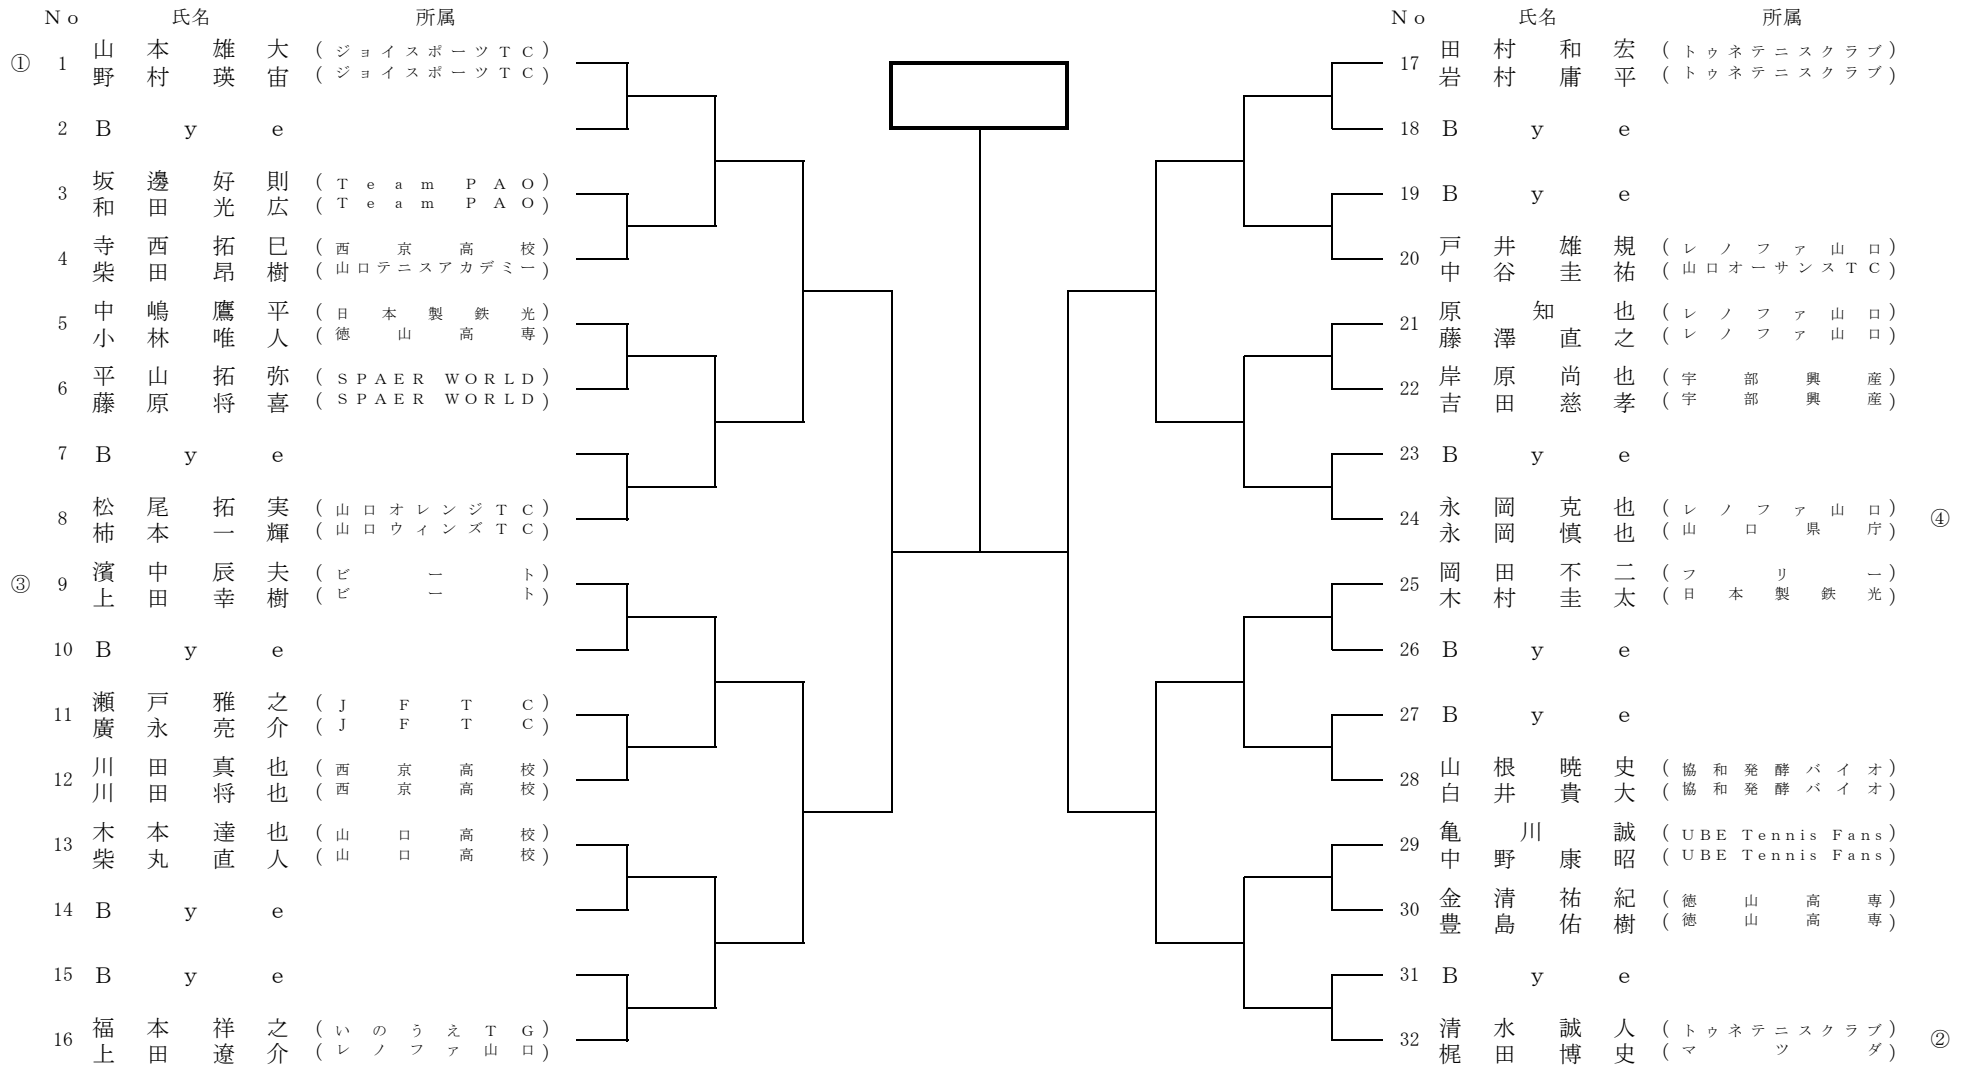 No 氏名 所属
① 1 山本雄大 (ジョイスポーツTC)
野村瑛宙 (ジョイスポーツTC)
2 Bye
3 坂邊好則 (Team PAO)
和田光広 (Team PAO)
4 寺西拓巳 (西京高校)
柴田昂樹 (山口テニスアカデミー)
5 中嶋鷹平 (日本製鉄光)
小林唯人 (徳山高専)
6 平山拓弥 (SPAER WORLD)
藤原将喜 (SPAER WORLD)
7 Bye
8 松尾拓実 (山口オレンジTC)
柿本一輝 (山口ウィンズTC)
③ 9 濱中辰夫 (ビート)
上田幸樹 (ビート)
10 Bye
11 瀬戸雅之 (JFTC)
廣永亮介 (JFTC)
12 川田真也 (西京高校)
川田将也 (西京高校)
13 木本達也 (山口高校)
柴丸直人 (山口高校)
14 Bye
15 Bye
16 福本祥之 (いのうえTG)
上田遼介 (レノファ山口)
No 氏名 所属
17 田村和宏 (トゥネテニスクラブ)
岩村庸平 (トゥネテニスクラブ)
18 Bye
19 Bye
20 戸井雄規 (レノファ山口)
中谷圭祐 (山口オーサンスTC)
21 原知也 (レノファ山口)
藤澤直之 (レノファ山口)
22 岸原尚也 (宇部興産)
吉田慈孝 (宇部興産)
23 Bye
24 永岡克也 (レノファ山口) ④
永岡慎也 (山口県庁)
25 岡田不二 (フリー)
木村圭太 (日本製鉄光)
26 Bye
27 Bye
28 山根暁史 (協和発酵バイオ)
白井貴大 (協和発酵バイオ)
29 亀川誠 (UBE Tennis Fans)
中野康昭 (UBE Tennis Fans)
30 金清祐紀 (徳山高専)
豊島佑樹 (徳山高専)
31 Bye
32 清水誠人 (トゥネテニスクラブ) ②
梶田博史 (マツダ)